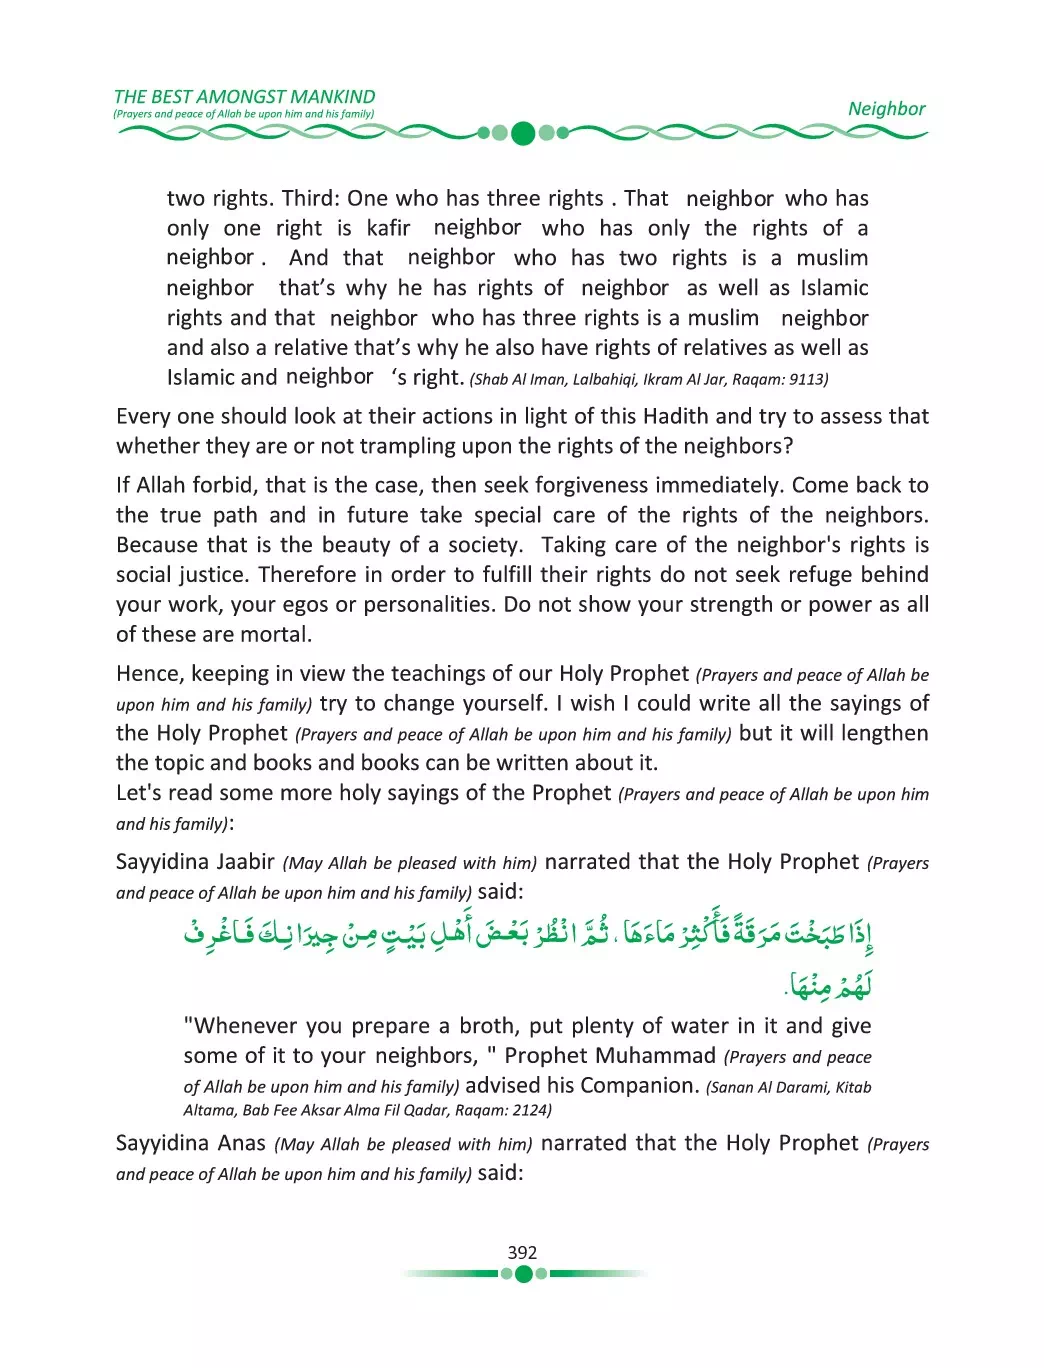 THE BEST AMONGST MANKIND
(Prayers and peace of Allah be upon him and his family)
Neighbor
two rights. Third: One who has three rights . That neighbor who has
only one right is kafir neighbor who has only the rights of a
neighbor . And that neighbor who has two rights is a muslim
neighbor that’s why he has rights of neighbor as well as Islamic
rights and that neighbor who has three rights is a muslim neighbor
and also a relative that’s why he also have rights of relatives as well as
Islamic and neighbor ‘s right. (Shab Al Iman, Lalbahiqi, Ikram Al Jar, Raqam: 9113)
Every one should look at their actions in light of this Hadith and try to assess that
whether they are or not trampling upon the rights of the neighbors?
If Allah forbid, that is the case, then seek forgiveness immediately. Come back to
the true path and in future take special care of the rights of the neighbors.
Because that is the beauty of a society. Taking care of the neighbor's rights is
social justice. Therefore in order to fulfill their rights do not seek refuge behind
your work, your egos or personalities. Do not show your strength or power as all
of these are mortal.
Hence, keeping in view the teachings of our Holy Prophet (Prayers and peace of Allah be
upon him and his family) try to change yourself. I wish I could write all the sayings of
the Holy Prophet (Prayers and peace of Allah be upon him and his family) but it will lengthen
the topic and books and books can be written about it.
Let's read some more holy sayings of the Prophet (Prayers and peace of Allah be upon him
and his family):
Sayyidina Jaabir (May Allah be pleased with him) narrated that the Holy Prophet (Prayers
and peace of Allah be upon him and his family) said:
إِذَا طَبَخْتَ مَرَقَةً فَأَكْثِرْ مَاءَهَا، ثُمَّ انْظُرْ بَعْضَ أَهْلِ بَيْتٍ مِنْ جِيرَانِكَ فَاغْرِفْ
لَهُمْ مِنْهَا.
"Whenever you prepare a broth, put plenty of water in it and give
some of it to your neighbors, " Prophet Muhammad (Prayers and peace
of Allah be upon him and his family) advised his Companion. (Sanan Al Darami, Kitab
Altama, Bab Fee Aksar Alma Fil Qadar, Raqam: 2124)
Sayyidina Anas (May Allah be pleased with him) narrated that the Holy Prophet (Prayers
and peace of Allah be upon him and his family) said:
392